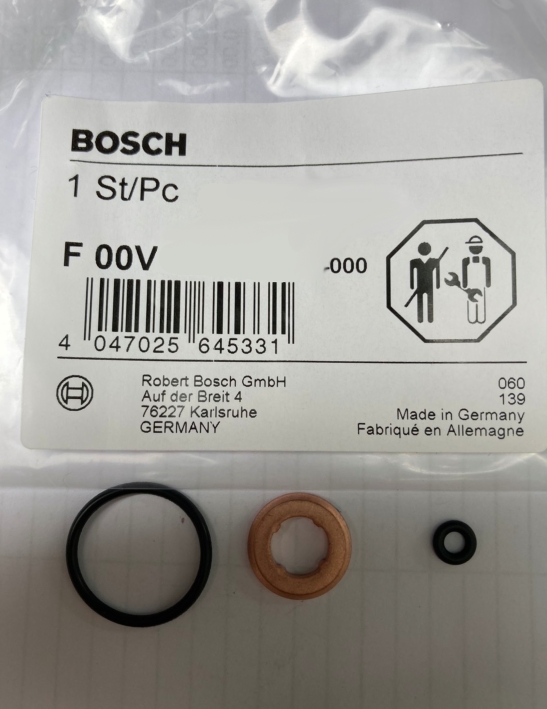 BOSCH
1 St/Pc
F 00V -000
4 047025 645331
Robert Bosch GmbH
Auf der Breit 4
76227 Karlsruhe
GERMANY
060
139
Made in Germany
Fabriqué en Allemagne